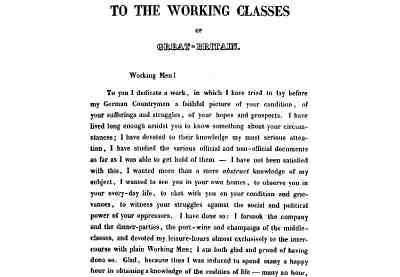 TO THE WORKING CLASSES
OF
GREAT-BRITAIN.
Working Men!
To you I dedicate a work, in which I have tried to lay before
my German Countrymen a faithful picture of your condition, of
your sufferings and struggles, of your hopes and prospects. I have
lived long enough amidst you to know something about your circum-
stances; I have devoted to their knowledge my most serious atten-
tion, I have studied the various official and non-official documents
as far as I was able to get hold of them — I have not been satisfied
with this, I wanted more than a mere abstract knowledge of my
subject, I wanted to see you in your own homes, to observe you in
your every-day life, to chat with you on your condition and grie-
vances, to witness your struggles against the social and political
power of your oppressors. I have done so: I forsook the company
and the dinner-parties, the port-wine and champaign of the middle-
classes, and devoted my leisure-hours almost exclusively to the inter-
course with plain Working Men; I am both glad and proud of having
done so. Glad, because thus I was induced to spend many a happy
hour in obtaining a knowledge of the realities of life — many an hour,